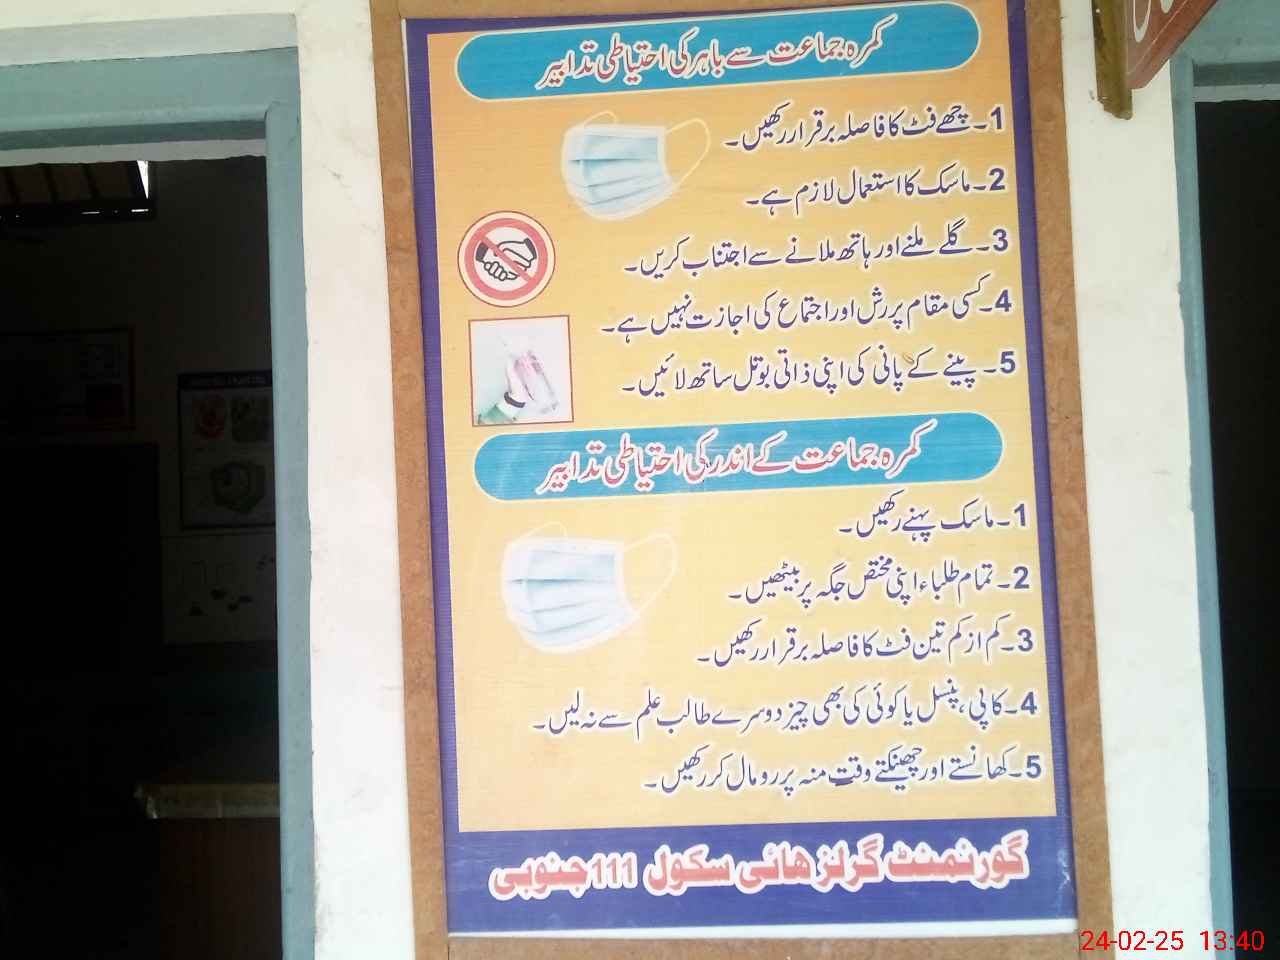 کمرہ جماعت سے باہر کی احتیاطی تدابیر
1۔ چھے فٹ کا فاصلہ برقرار رکھیں۔
2۔ ماسک کا استعمال لازم ہے۔
3۔ گلے ملنے اور ہاتھ ملانے سے اجتناب کریں۔
4۔ کسی مقام پر رش اور اجتماع کی اجازت نہیں ہے۔
5۔ پینے کے پانی کی اپنی ذاتی بوتل ساتھ لائیں۔
کمرہ جماعت کے اندر کی احتیاطی تدابیر
1۔ ماسک پہنے رکھیں۔
2۔ تمام طلباء اپنی مختص جگہ پر بیٹھیں۔
3۔ کم از کم تین فٹ کا فاصلہ برقرار رکھیں۔
4۔ کاپی، پنسل یا کوئی کی بھی چیز دوسرے طالب علم سے نہ لیں۔
5۔ کھانستے اور چھینکتے وقت منہ پر رومال کر رکھیں۔
گورنمنٹ گرلز ہائی سکول 111 جنوبی
24-02-25 13:40